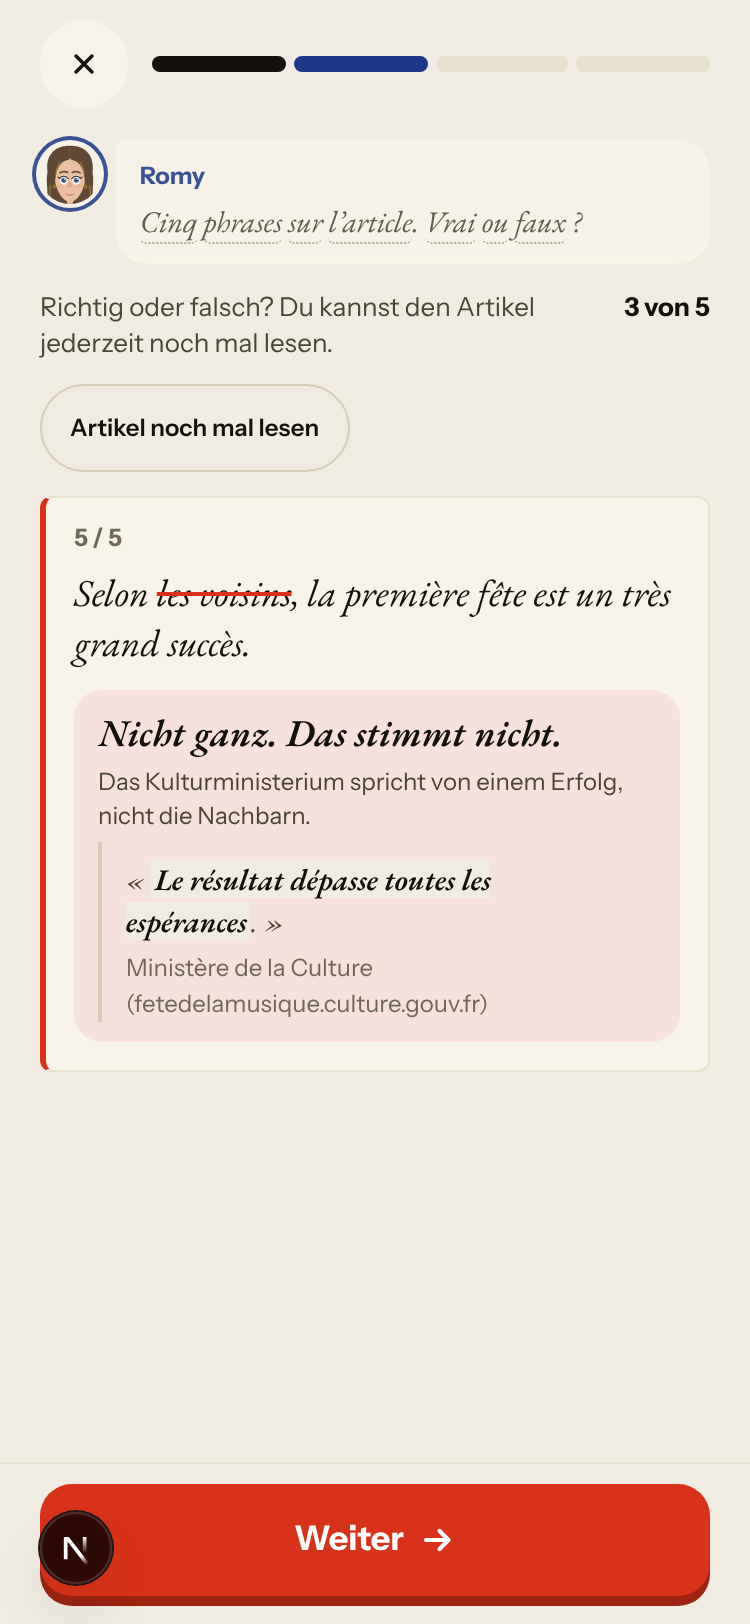 Romy
Cinq phrases sur l’article. Vrai ou faux ?
Richtig oder falsch? Du kannst den Artikel
jederzeit noch mal lesen.
3 von 5
Artikel noch mal lesen
5 / 5
Selon les voisins, la première fête est un très
grand succès.
Nicht ganz. Das stimmt nicht.
Das Kulturministerium spricht von einem Erfolg,
nicht die Nachbarn.
« Le résultat dépasse toutes les
espérances. »
Ministère de la Culture
(fetedelamusique.culture.gouv.fr)
Weiter →
N